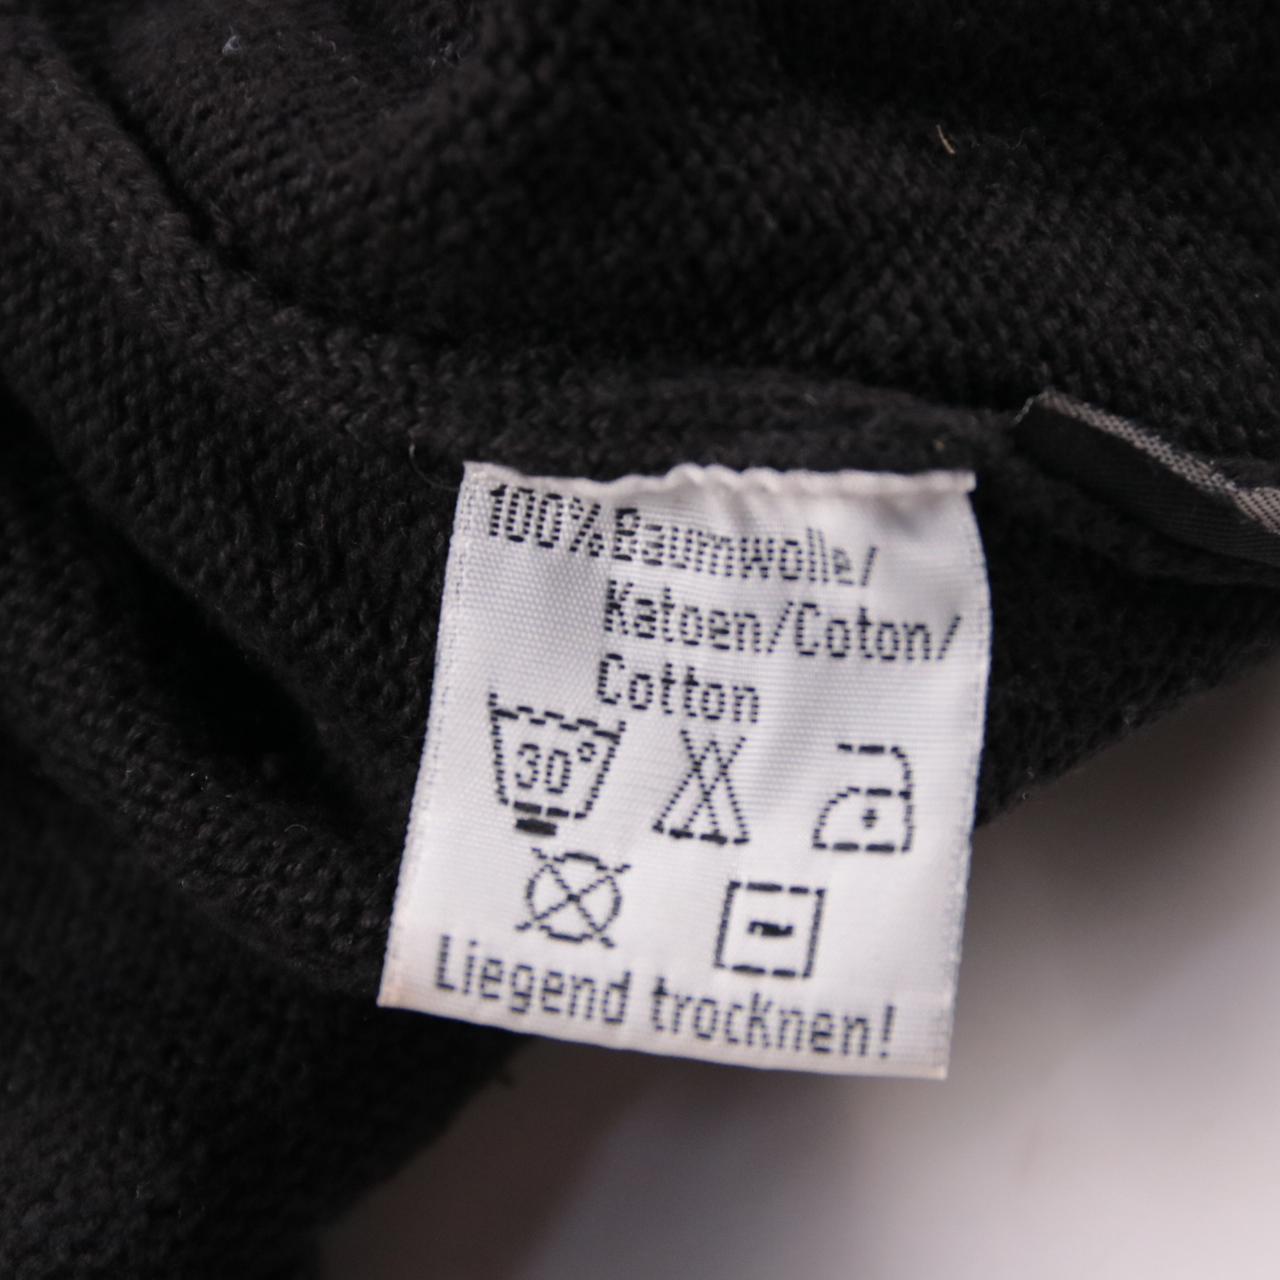 100% Baumwolle/
Katoen/Coton/
Cotton
30°
Liegend trocknen!